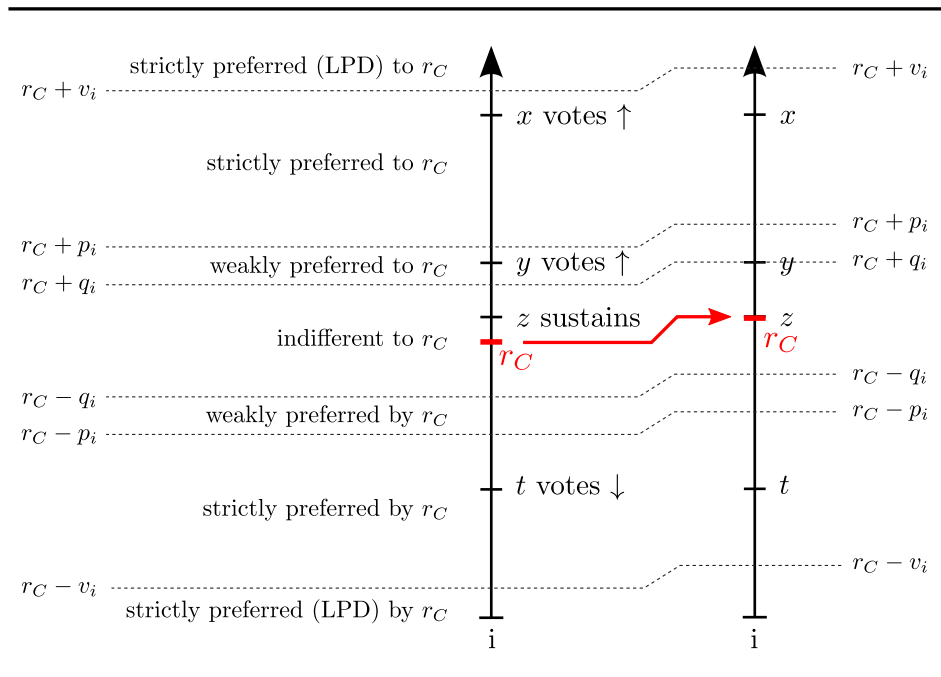 strictly preferred (LPD) to r_C
r_C + v_i
r_C + v_i
x votes ↑
x
strictly preferred to r_C
r_C + p_i
r_C + p_i
weakly preferred to r_C
y votes ↑
y
r_C + q_i
r_C + q_i
z sustains
z
indifferent to r_C
r_C
r_C
r_C − q_i
r_C − q_i
weakly preferred by r_C
r_C − p_i
r_C − p_i
t votes ↓
t
strictly preferred by r_C
r_C − v_i
r_C − v_i
strictly preferred (LPD) by r_C
i
i